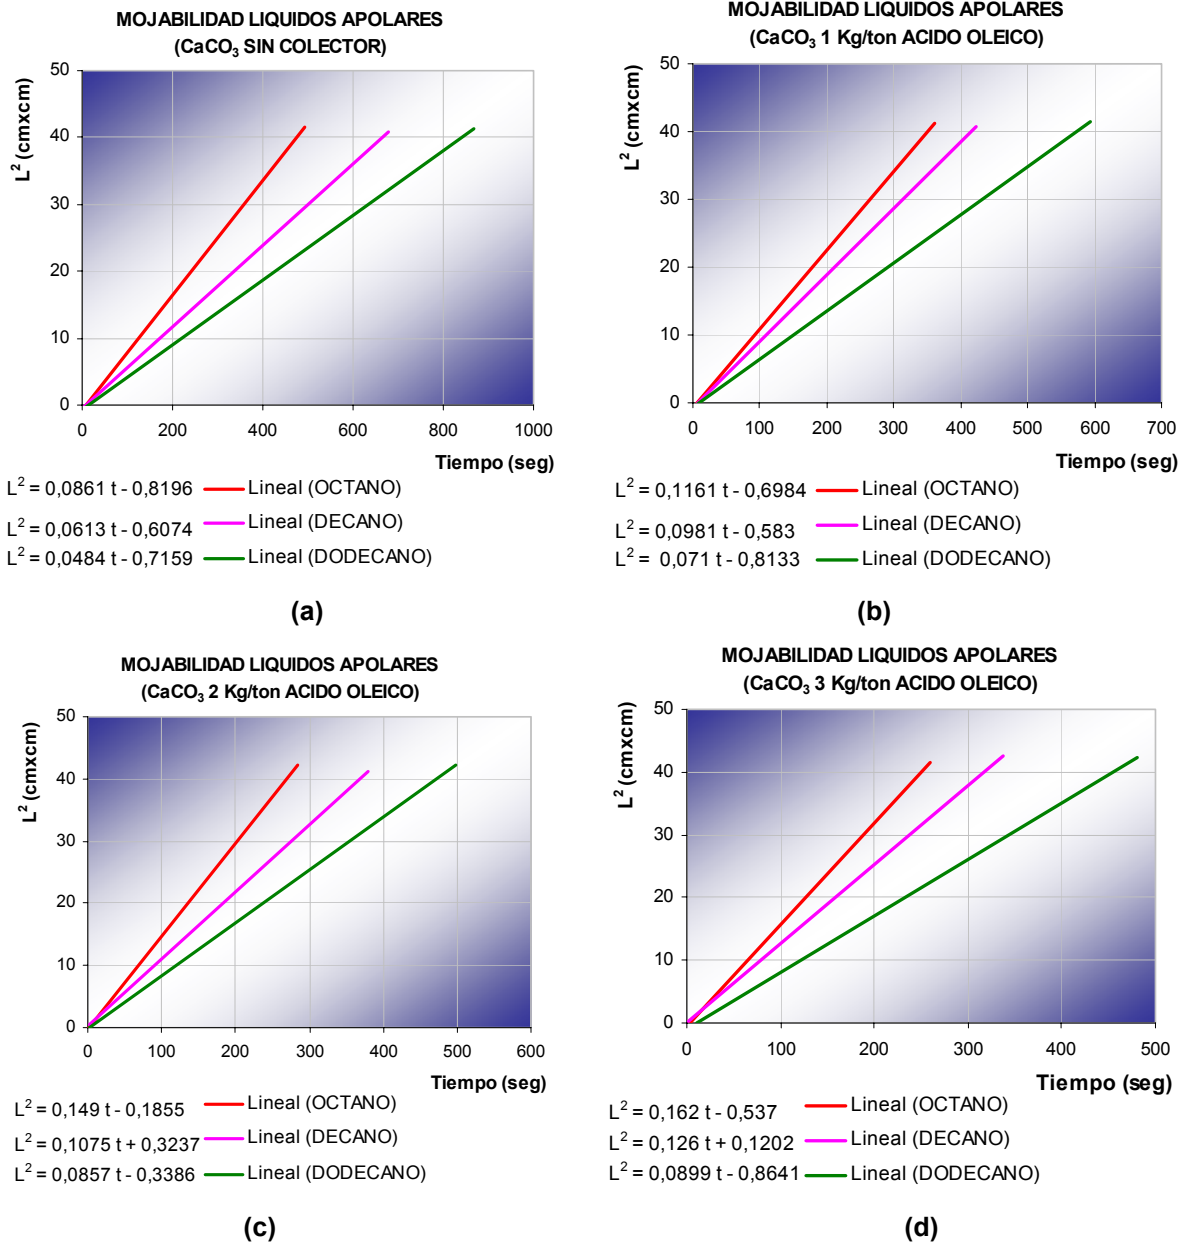 MOJABILIDAD LIQUIDOS APOLARES
(CaCO₃ SIN COLECTOR)
L² (cmxcm)
50
40
30
20
10
0
0 200 400 600 800 1000
Tiempo (seg)
L² = 0,0861 t - 0,8196 Lineal (OCTANO)
L² = 0,0613 t - 0,6074 Lineal (DECANO)
L² = 0,0484 t - 0,7159 Lineal (DODECANO)
(a)
MOJABILIDAD LIQUIDOS APOLARES
(CaCO₃ 1 Kg/ton ACIDO OLEICO)
L² (cmxcm)
50
40
30
20
10
0
0 100 200 300 400 500 600 700
Tiempo (seg)
L² = 0,1161 t - 0,6984 Lineal (OCTANO)
L² = 0,0981 t - 0,583 Lineal (DECANO)
L² = 0,071 t - 0,8133 Lineal (DODECANO)
(b)
MOJABILIDAD LIQUIDOS APOLARES
(CaCO₃ 2 Kg/ton ACIDO OLEICO)
L² (cmxcm)
50
40
30
20
10
0
0 100 200 300 400 500 600
Tiempo (seg)
L² = 0,149 t - 0,1855 Lineal (OCTANO)
L² = 0,1075 t + 0,3237 Lineal (DECANO)
L² = 0,0857 t - 0,3386 Lineal (DODECANO)
(c)
MOJABILIDAD LIQUIDOS APOLARES
(CaCO₃ 3 Kg/ton ACIDO OLEICO)
L² (cmxcm)
50
40
30
20
10
0
0 100 200 300 400 500
Tiempo (seg)
L² = 0,162 t - 0,537 Lineal (OCTANO)
L² = 0,126 t + 0,1202 Lineal (DECANO)
L² = 0,0899 t - 0,8641 Lineal (DODECANO)
(d)